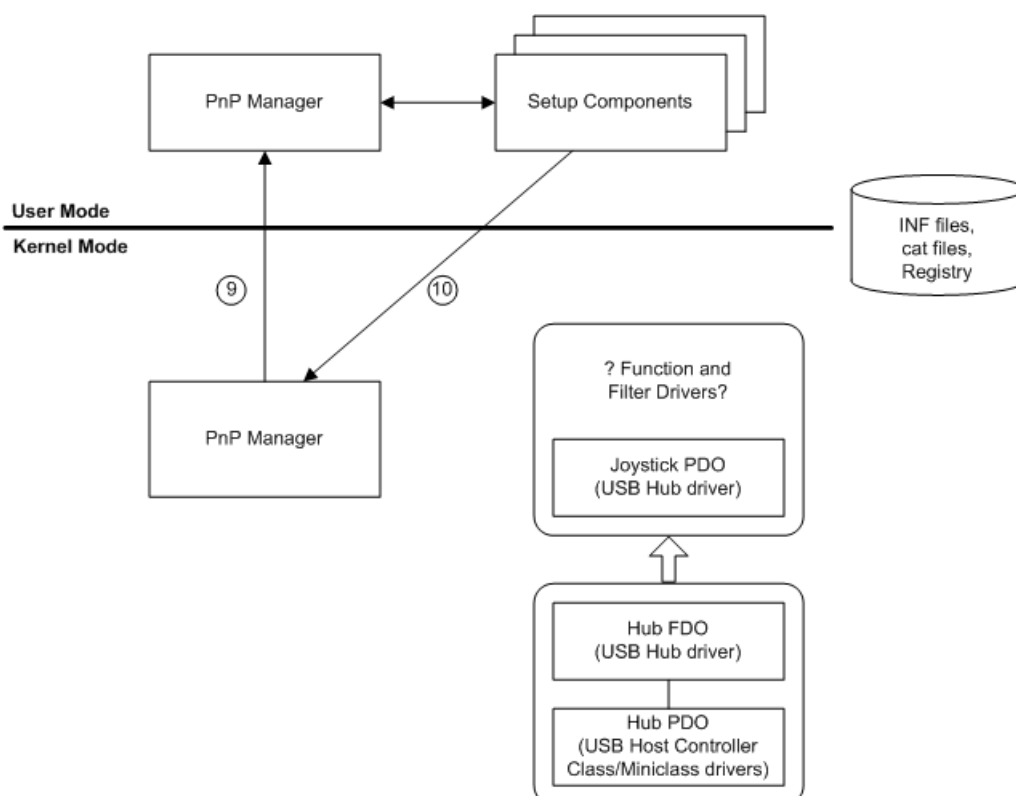 PnP Manager
Setup Components
User Mode
Kernel Mode
INF files,
cat files,
Registry
9
10
? Function and
Filter Drivers?
PnP Manager
Joystick PDO
(USB Hub driver)
Hub FDO
(USB Hub driver)
Hub PDO
(USB Host Controller
Class/Miniclass drivers)